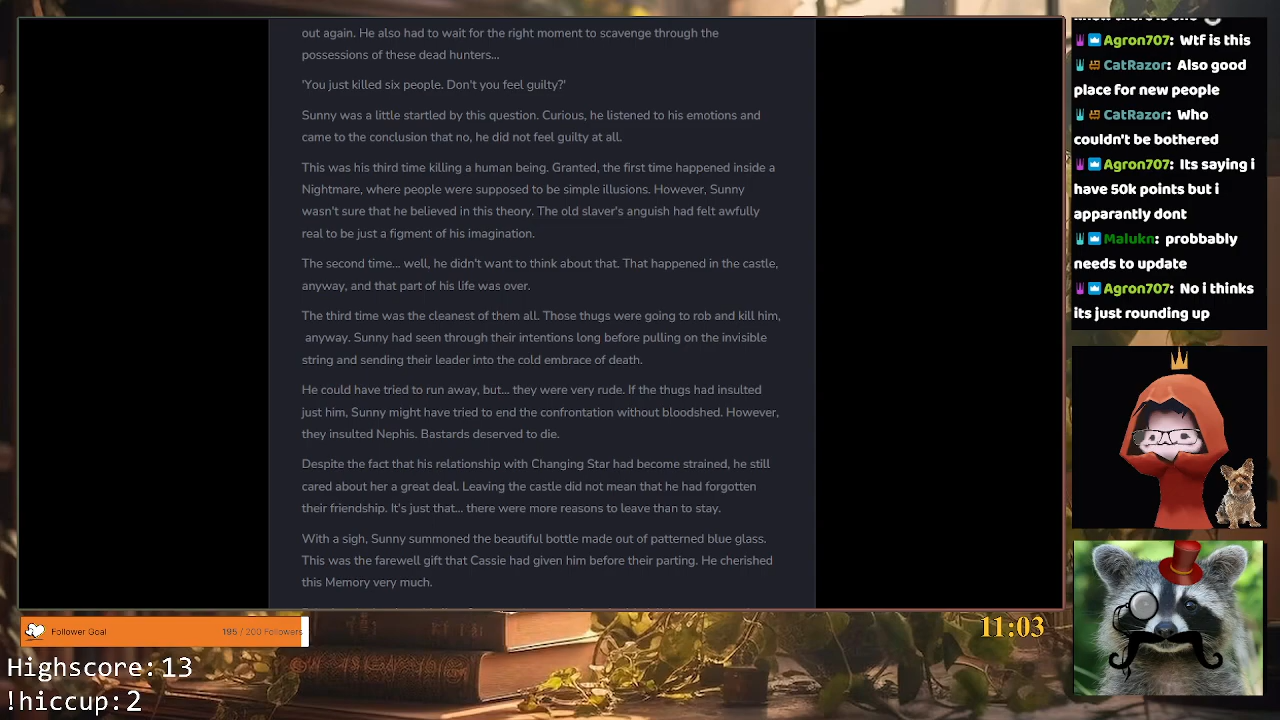 out again. He also had to wait for the right moment to scavenge through the
possessions of these dead hunters...
'You just killed six people. Don't you feel guilty?'
Sunny was a little startled by this question. Curious, he listened to his emotions and
came to the conclusion that no, he did not feel guilty at all.
This was his third time killing a human being. Granted, the first time happened inside a
Nightmare, where people were supposed to be simple illusions. However, Sunny
wasn't sure that he believed in this theory. The old slaver's anguish had felt awfully
real to be just a figment of his imagination.
The second time... well, he didn't want to think about that. That happened in the castle,
anyway, and that part of his life was over.
The third time was the cleanest of them all. Those thugs were going to rob and kill him,
anyway. Sunny had seen through their intentions long before pulling on the invisible
string and sending their leader into the cold embrace of death.
He could have tried to run away, but... they were very rude. If the thugs had insulted
just him, Sunny might have tried to end the confrontation without bloodshed. However,
they insulted Nephis. Bastards deserved to die.
Despite the fact that his relationship with Changing Star had become strained, he still
cared about her a great deal. Leaving the castle did not mean that he had forgotten
their friendship. It's just that... there were more reasons to leave than to stay.
With a sigh, Sunny summoned the beautiful bottle made out of patterned blue glass.
This was the farewell gift that Cassie had given him before their parting. He cherished
this Memory very much.
Agron707: Wtf is this
CatRazor: Also good
place for new people
CatRazor: Who
couldn't be bothered
Agron707: Its saying i
have 50k points but i
apparantly dont
Malukn: probbably
needs to update
Agron707: No i thinks
its just rounding up
Follower Goal
195 / 200 Followers
11:03
Highscore:13
!hiccup:2